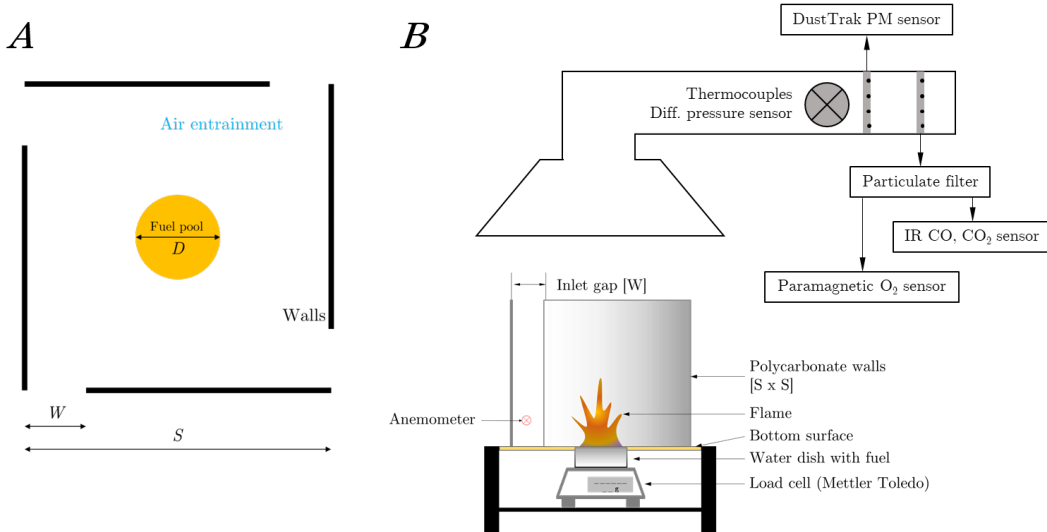 A
Air entrainment
Fuel pool
D
Walls
W
S
B
DustTrak PM sensor
Thermocouples
Diff. pressure sensor
Particulate filter
IR CO, CO₂ sensor
Paramagnetic O₂ sensor
Inlet gap [W]
Polycarbonate walls
[S x S]
Flame
Anemometer
Bottom surface
Water dish with fuel
Load cell (Mettler Toledo)
g